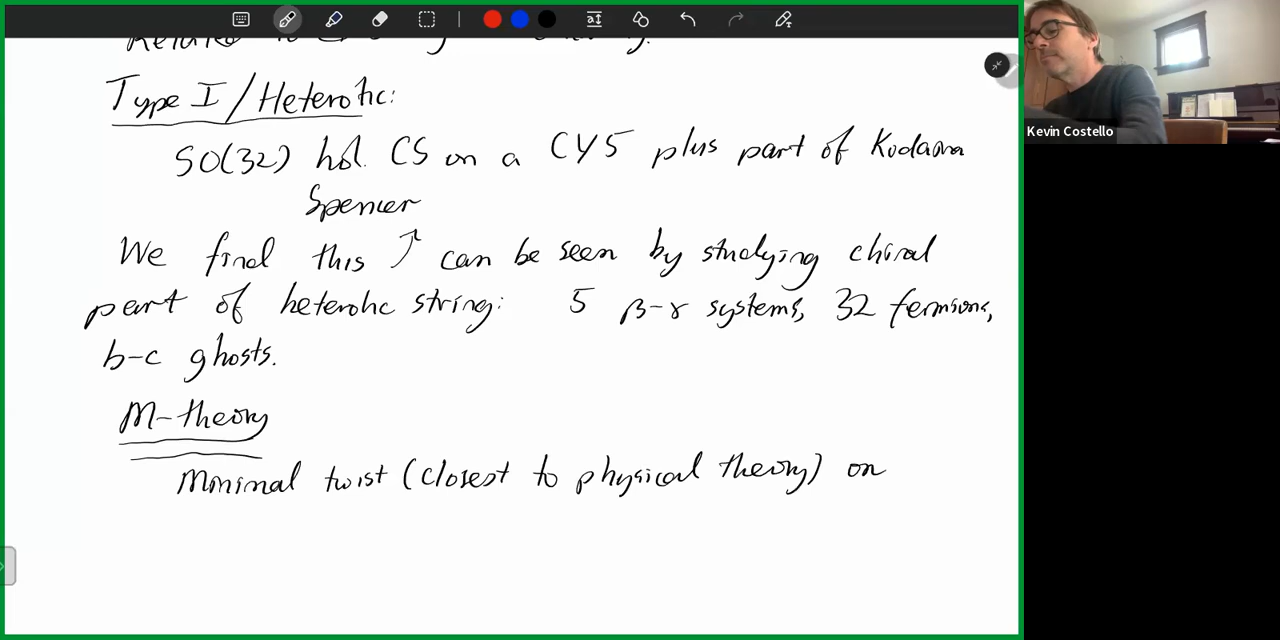 Type I/Heterotic:
SO(32) hol. CS on a CY5 plus part of Kodaira
Spencer
We find this ↗ can be seen by studying chiral
part of heterotic string: 5 β-γ systems, 32 fermions,
b-c ghosts.
M-theory
Minimal twist (closest to physical theory) on
Kevin Costello